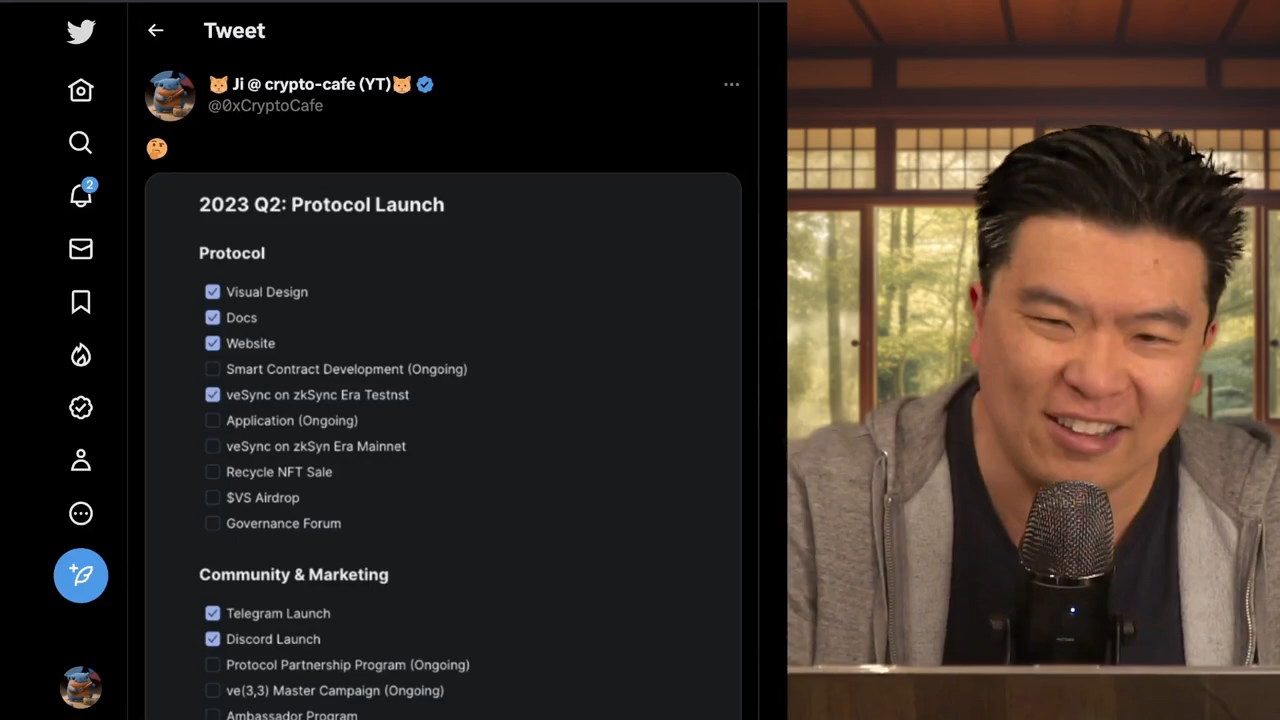 Tweet
Ji @ crypto-cafe (YT)
@0xCryptoCafe
2
2023 Q2: Protocol Launch
Protocol
Visual Design
Docs
Website
Smart Contract Development (Ongoing)
veSync on zkSync Era Testnst
Application (Ongoing)
veSync on zkSyn Era Mainnet
Recycle NFT Sale
$VS Airdrop
Governance Forum
Community & Marketing
Telegram Launch
Discord Launch
Protocol Partnership Program (Ongoing)
ve(3,3) Master Campaign (Ongoing)
Ambassador Program